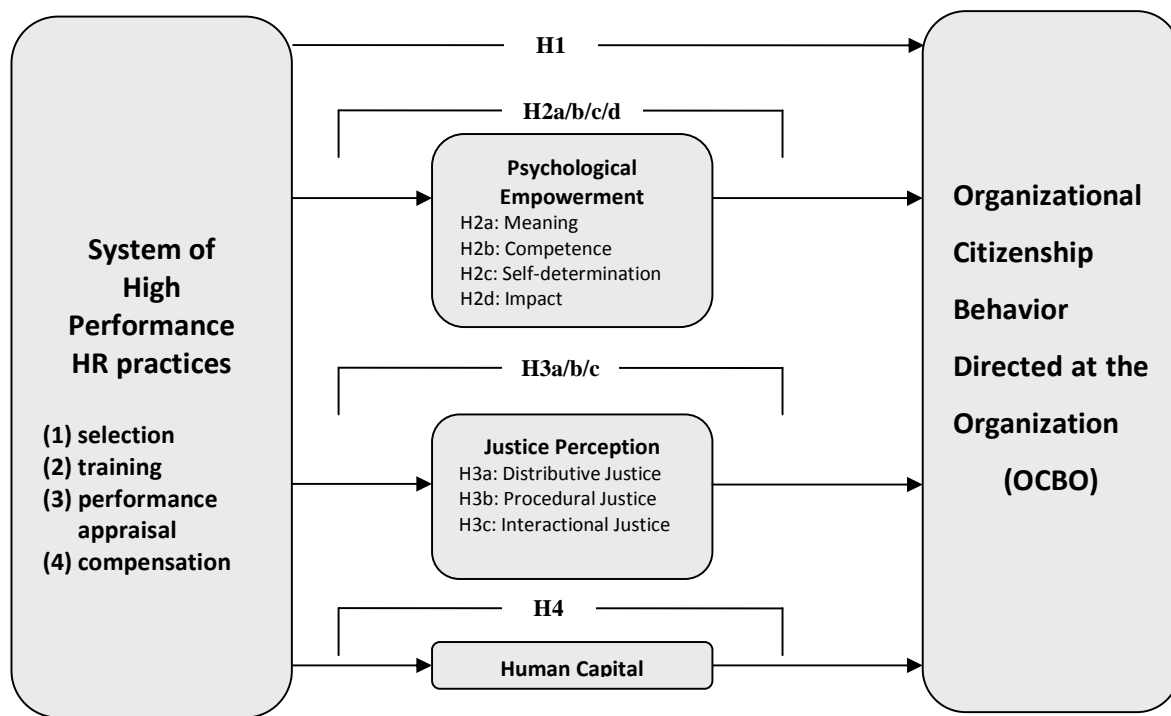 System of
High
Performance
HR practices
(1) selection
(2) training
(3) performance
appraisal
(4) compensation
H1
H2a/b/c/d
Psychological
Empowerment
H2a: Meaning
H2b: Competence
H2c: Self-determination
H2d: Impact
H3a/b/c
Justice Perception
H3a: Distributive Justice
H3b: Procedural Justice
H3c: Interactional Justice
H4
Human Capital
Organizational
Citizenship
Behavior
Directed at the
Organization
(OCBO)